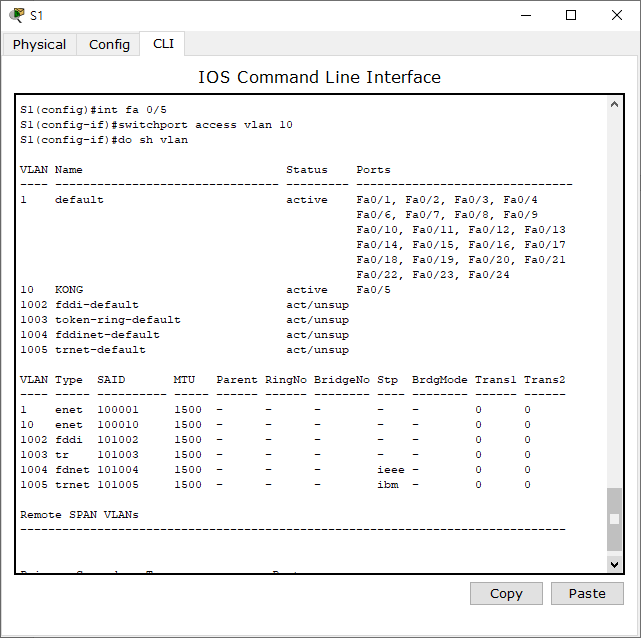 S1
Physical Config CLI
IOS Command Line Interface
S1(config)#int fa 0/5
S1(config-if)#switchport access vlan 10
S1(config-if)#do sh vlan
VLAN Name                             Status    Ports
---- -------------------------------- --------- -------------------------------
1    default                          active    Fa0/1, Fa0/2, Fa0/3, Fa0/4
                                                Fa0/6, Fa0/7, Fa0/8, Fa0/9
                                                Fa0/10, Fa0/11, Fa0/12, Fa0/13
                                                Fa0/14, Fa0/15, Fa0/16, Fa0/17
                                                Fa0/18, Fa0/19, Fa0/20, Fa0/21
                                                Fa0/22, Fa0/23, Fa0/24
10   KONG                             active    Fa0/5
1002 fddi-default                     act/unsup
1003 token-ring-default               act/unsup
1004 fddinet-default                  act/unsup
1005 trnet-default                    act/unsup
VLAN Type  SAID       MTU   Parent RingNo BridgeNo Stp  BrdgMode Trans1 Trans2
---- ----- ---------- ----- ------ ------ -------- ---- -------- ------ ------
1    enet  100001     1500  -      -      -        -    -        0      0
10   enet  100010     1500  -      -      -        -    -        0      0
1002 fddi  101002     1500  -      -      -        -    -        0      0
1003 tr    101003     1500  -      -      -        -    -        0      0
1004 fdnet 101004     1500  -      -      -        ieee -        0      0
1005 trnet 101005     1500  -      -      -        ibm  -        0      0
Remote SPAN VLANs
------------------------------------------------------------------------------
Copy Paste